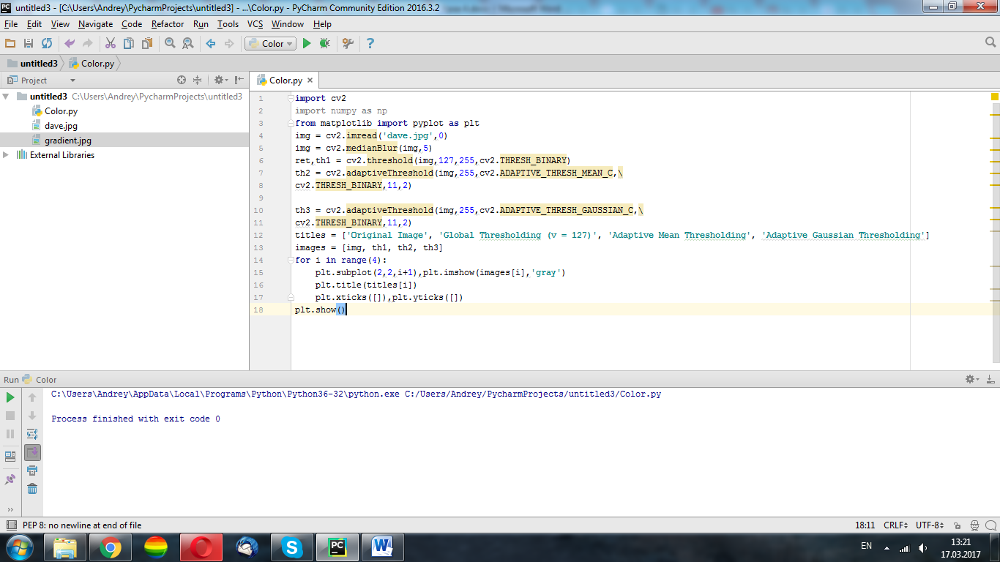 untitled3 - [C:\Users\Andrey\PycharmProjects\untitled3] - ...\Color.py - PyCharm Community Edition 2016.3.2
File Edit View Navigate Code Refactor Run Tools VCS Window Help
Color
untitled3 Color.py
Project
Color.py
untitled3 C:\Users\Andrey\PycharmProjects\untitled3
Color.py
dave.jpg
gradient.jpg
External Libraries
1 import cv2
2 import numpy as np
3 from matplotlib import pyplot as plt
4 img = cv2.imread('dave.jpg',0)
5 img = cv2.medianBlur(img,5)
6 ret,th1 = cv2.threshold(img,127,255,cv2.THRESH_BINARY)
7 th2 = cv2.adaptiveThreshold(img,255,cv2.ADAPTIVE_THRESH_MEAN_C,\
8 cv2.THRESH_BINARY,11,2)
9
10 th3 = cv2.adaptiveThreshold(img,255,cv2.ADAPTIVE_THRESH_GAUSSIAN_C,\
11 cv2.THRESH_BINARY,11,2)
12 titles = ['Original Image', 'Global Thresholding (v = 127)', 'Adaptive Mean Thresholding', 'Adaptive Gaussian Thresholding']
13 images = [img, th1, th2, th3]
14 for i in range(4):
15 plt.subplot(2,2,i+1),plt.imshow(images[i],'gray')
16 plt.title(titles[i])
17 plt.xticks([]),plt.yticks([])
18 plt.show()
Run Color
C:\Users\Andrey\AppData\Local\Programs\Python\Python36-32\python.exe C:/Users/Andrey/PycharmProjects/untitled3/Color.py
Process finished with exit code 0
PEP 8: no newline at end of file 18:11 CRLF UTF-8
EN 13:21
17.03.2017